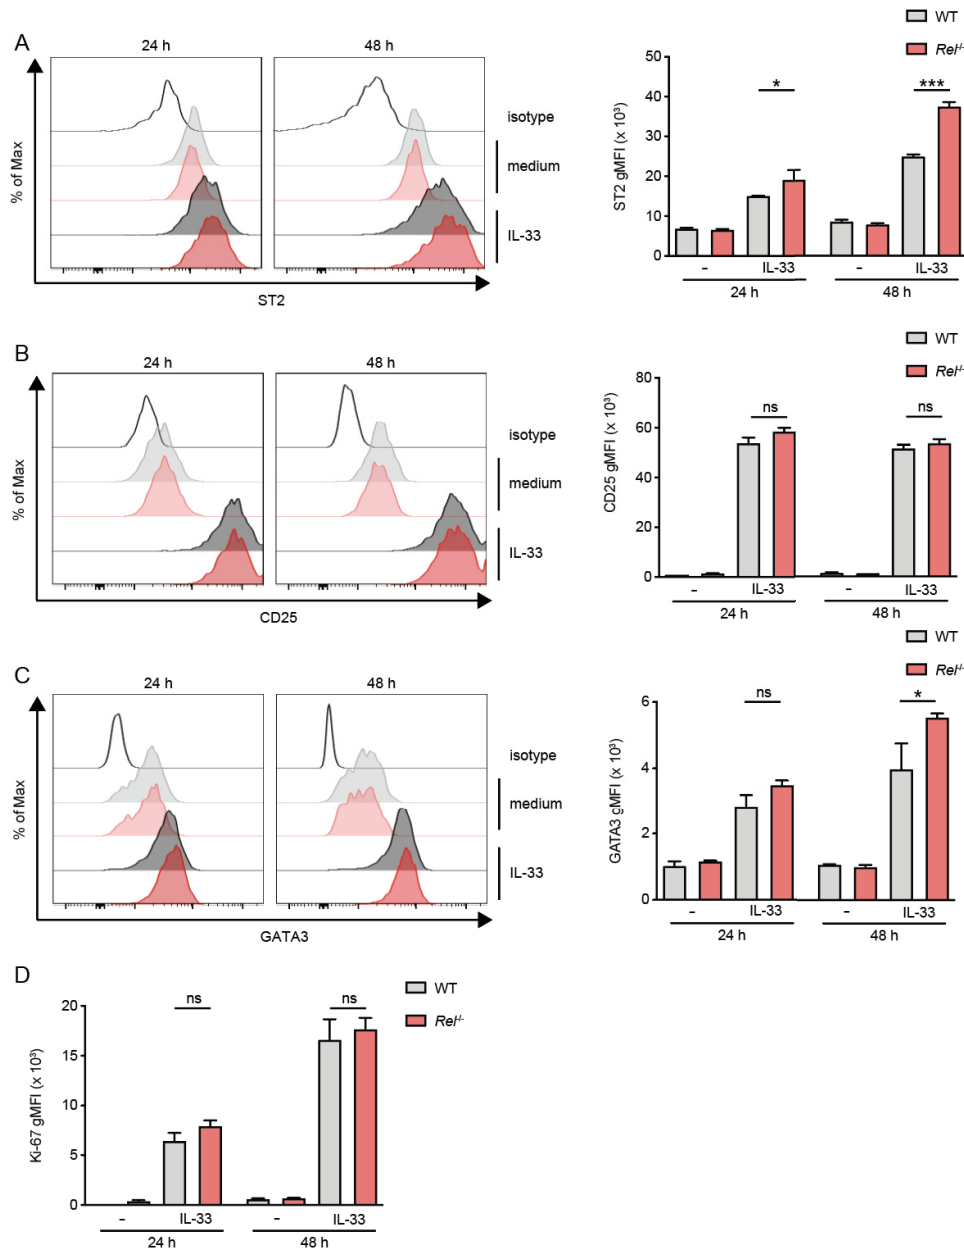 A
24 h
48 h
% of Max
isotype
medium
IL-33
ST2
WT
Rel-/-
ST2 gMFI (x 10³)
50
40
30
20
10
0
*
***
–
IL-33
–
IL-33
24 h
48 h
B
24 h
48 h
% of Max
isotype
medium
IL-33
CD25
WT
Rel-/-
CD25 gMFI (x 10³)
80
60
40
20
0
ns
ns
–
IL-33
–
IL-33
24 h
48 h
C
24 h
48 h
% of Max
isotype
medium
IL-33
GATA3
WT
Rel-/-
GATA3 gMFI (x 10³)
6
4
2
0
ns
*
–
IL-33
–
IL-33
24 h
48 h
D
WT
Rel-/-
Ki-67 gMFI (x 10³)
20
15
10
5
0
ns
ns
–
IL-33
–
IL-33
24 h
48 h